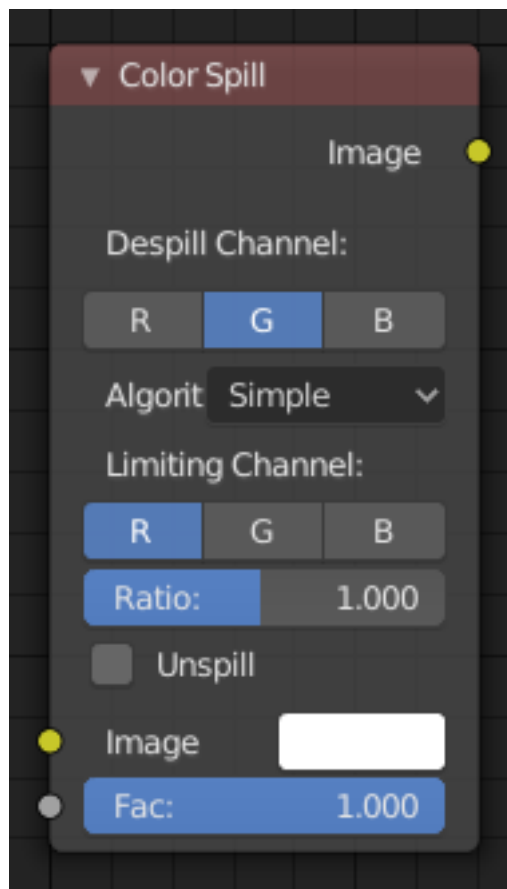 Color Spill
Image
Despill Channel:
R G B
Algorit Simple
Limiting Channel:
R G B
Ratio: 1.000
Unspill
Image
Fac: 1.000